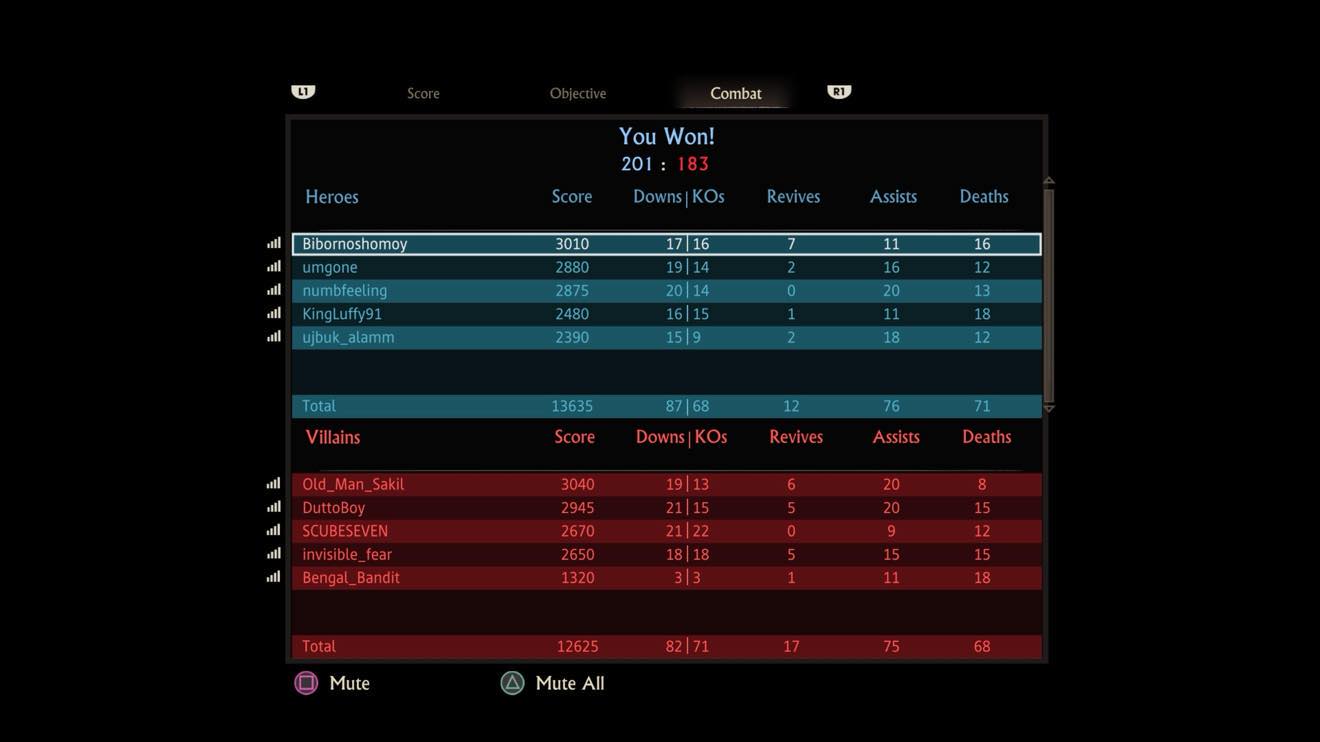 L1 Score Objective Combat R1
You Won!
201 : 183
Heroes Score Downs|KOs Revives Assists Deaths
Bibornoshomoy 3010 17|16 7 11 16
umgone 2880 19|14 2 16 12
numbfeeling 2875 20|14 0 20 13
KingLuffy91 2480 16|15 1 11 18
ujbuk_alamm 2390 15|9 2 18 12
Total 13635 87|68 12 76 71
Villains Score Downs|KOs Revives Assists Deaths
Old_Man_Sakil 3040 19|13 6 20 8
DuttoBoy 2945 21|15 5 20 15
SCUBESEVEN 2670 21|22 0 9 12
invisible_fear 2650 18|18 5 15 15
Bengal_Bandit 1320 3|3 1 11 18
Total 12625 82|71 17 75 68
Mute Mute All